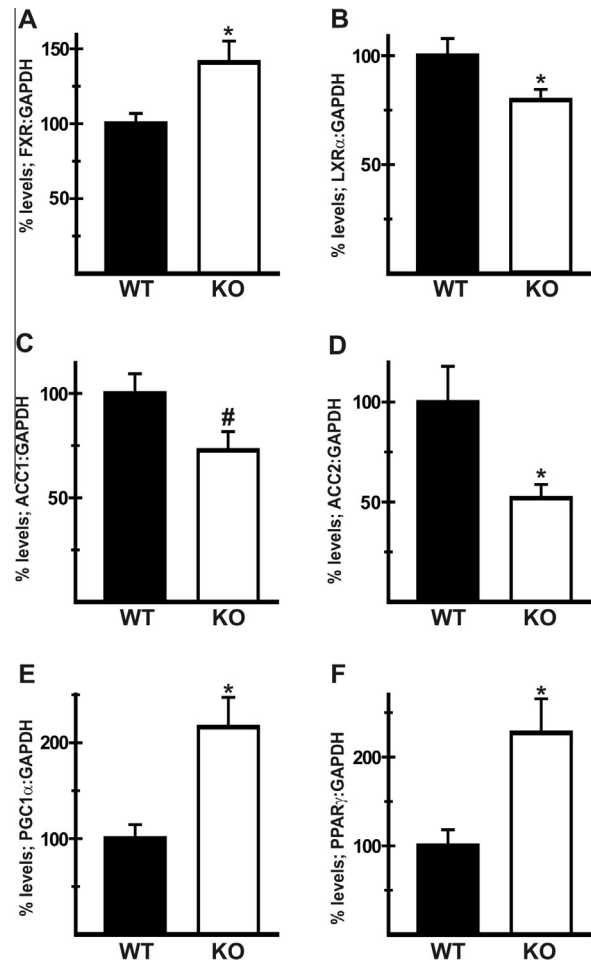 A
% levels; FXR:GAPDH
150
100
50
*
WT KO
B
% levels; LXRα:GAPDH
100
50
*
WT KO
C
% levels; ACC1:GAPDH
100
50
#
WT KO
D
% levels; ACC2:GAPDH
100
50
*
WT KO
E
% levels; PGC1α:GAPDH
200
100
*
WT KO
F
% levels; PPARγ:GAPDH
200
100
*
WT KO